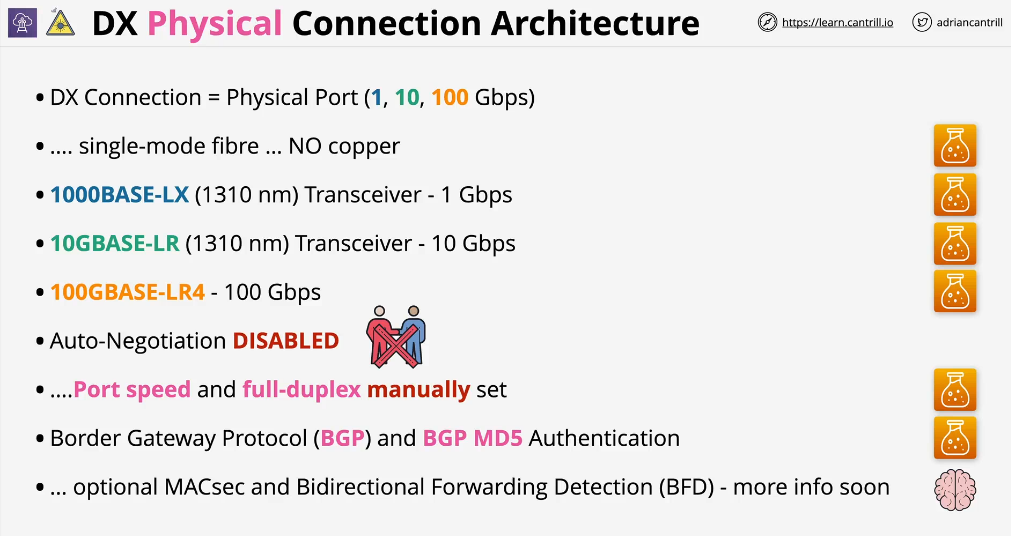 DX Physical Connection Architecture
https://learn.cantrill.io
adriancantrill
• DX Connection = Physical Port (1, 10, 100 Gbps)
• .... single-mode fibre ... NO copper
• 1000BASE-LX (1310 nm) Transceiver - 1 Gbps
• 10GBASE-LR (1310 nm) Transceiver - 10 Gbps
• 100GBASE-LR4 - 100 Gbps
• Auto-Negotiation DISABLED
• ....Port speed and full-duplex manually set
• Border Gateway Protocol (BGP) and BGP MD5 Authentication
• ... optional MACsec and Bidirectional Forwarding Detection (BFD) - more info soon